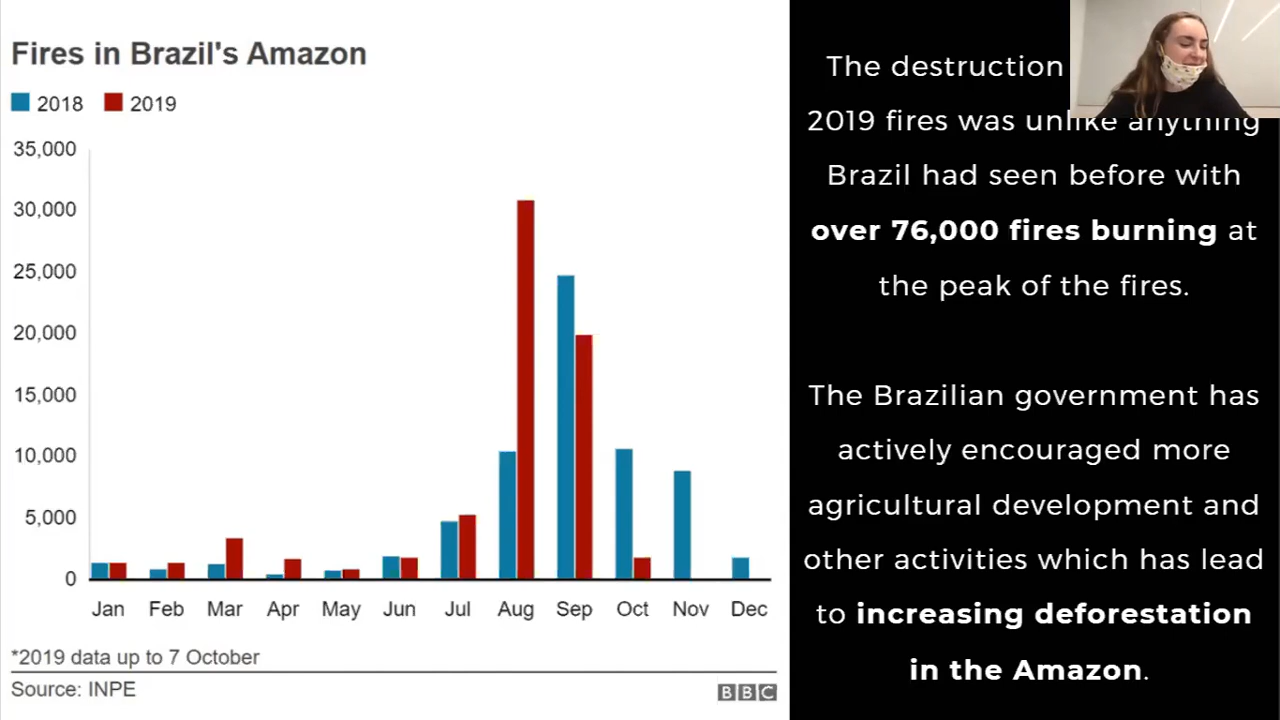 Fires in Brazil's Amazon
2018 2019
35,000
30,000
25,000
20,000
15,000
10,000
5,000
0
Jan Feb Mar Apr May Jun Jul Aug Sep Oct Nov Dec
*2019 data up to 7 October
Source: INPE
BBC
The destruction
2019 fires was unlike anything
Brazil had seen before with
over 76,000 fires burning at
the peak of the fires.
The Brazilian government has
actively encouraged more
agricultural development and
other activities which has lead
to increasing deforestation
in the Amazon.